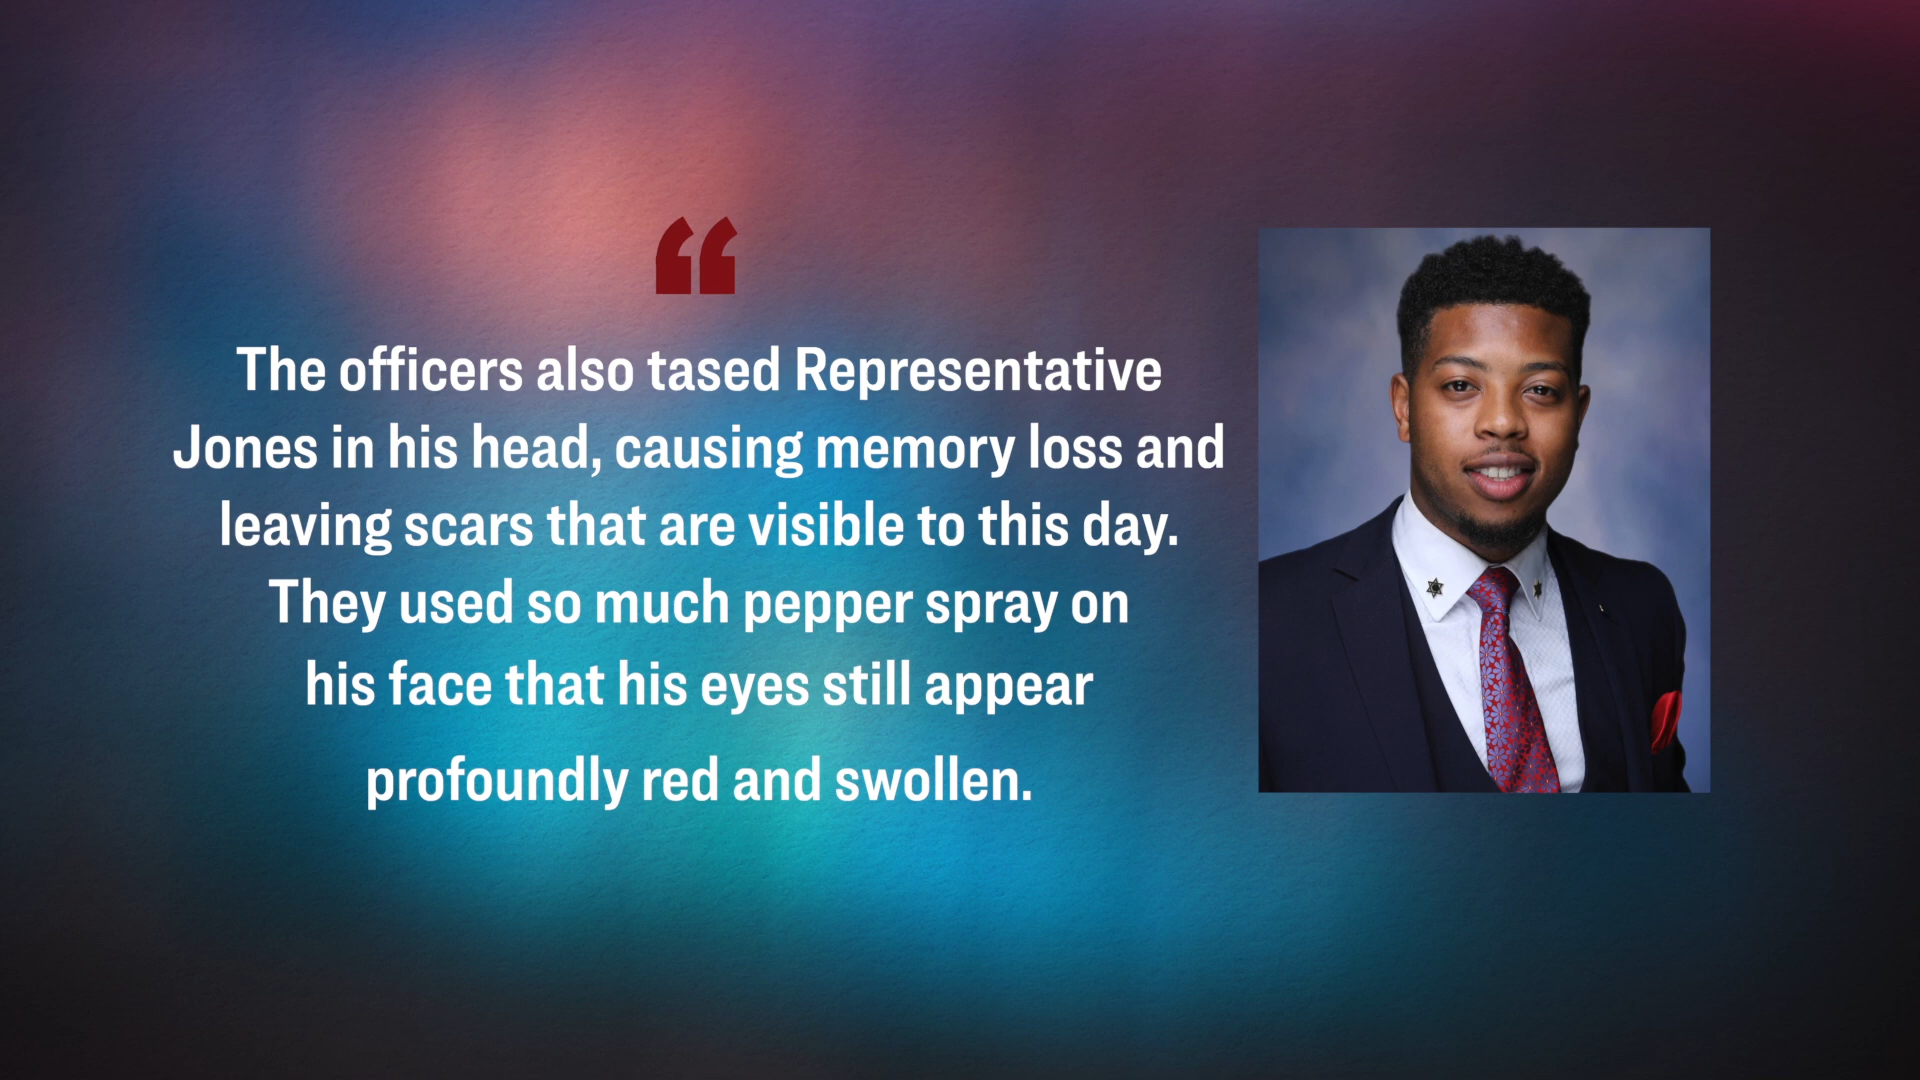 “
The officers also tased Representative
Jones in his head, causing memory loss and
leaving scars that are visible to this day.
They used so much pepper spray on
his face that his eyes still appear
profoundly red and swollen.